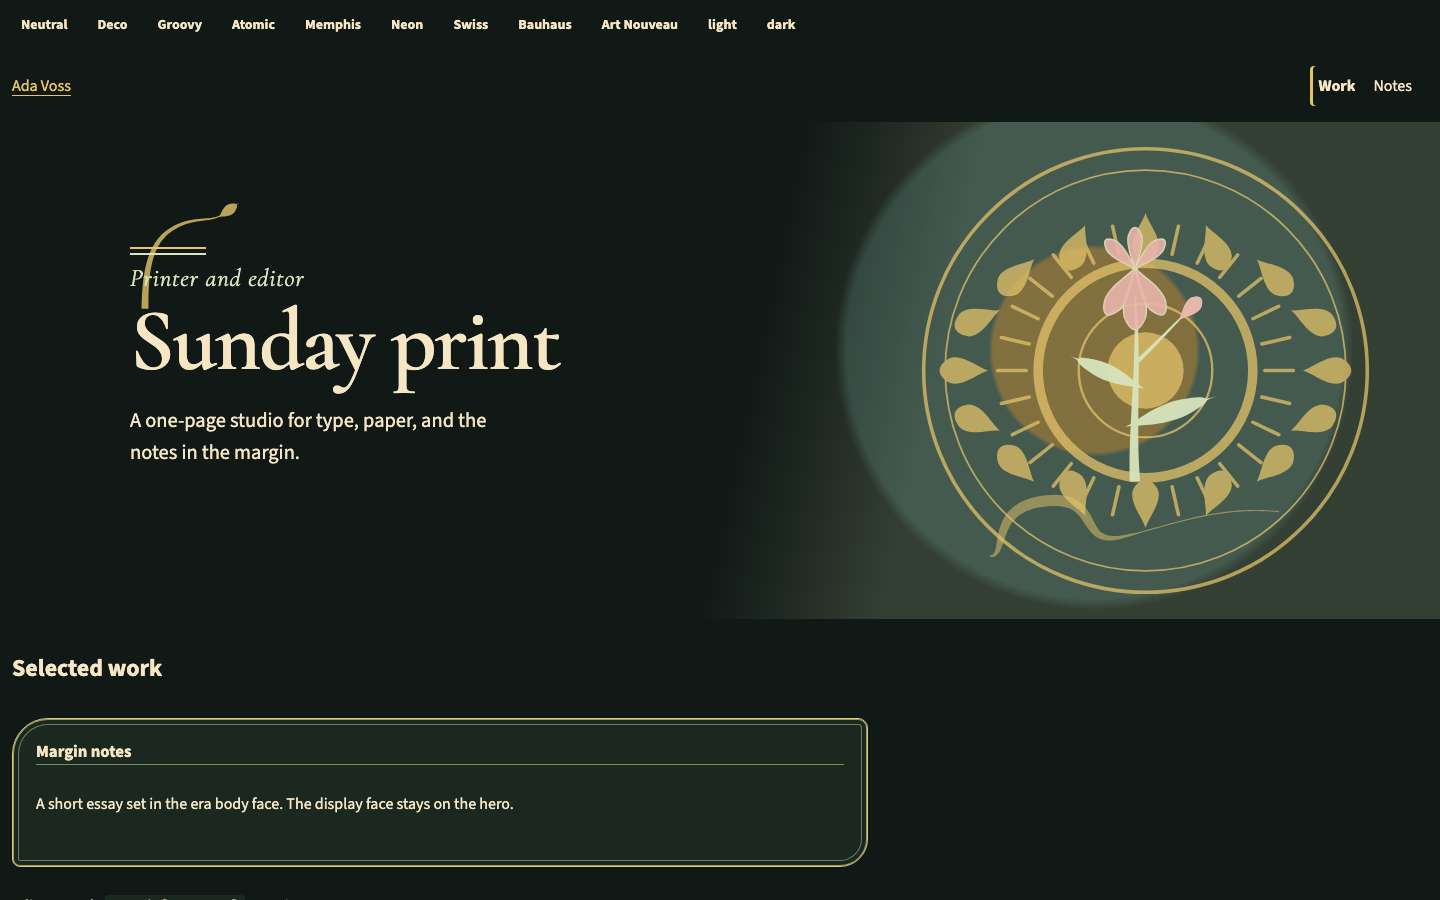 Neutral Deco Groovy Atomic Memphis Neon Swiss Bauhaus Art Nouveau light dark
Ada Voss
Work Notes
Printer and editor
Sunday print
A one-page studio for type, paper, and the
notes in the margin.
Selected work
Margin notes
A short essay set in the era body face. The display face stays on the hero.